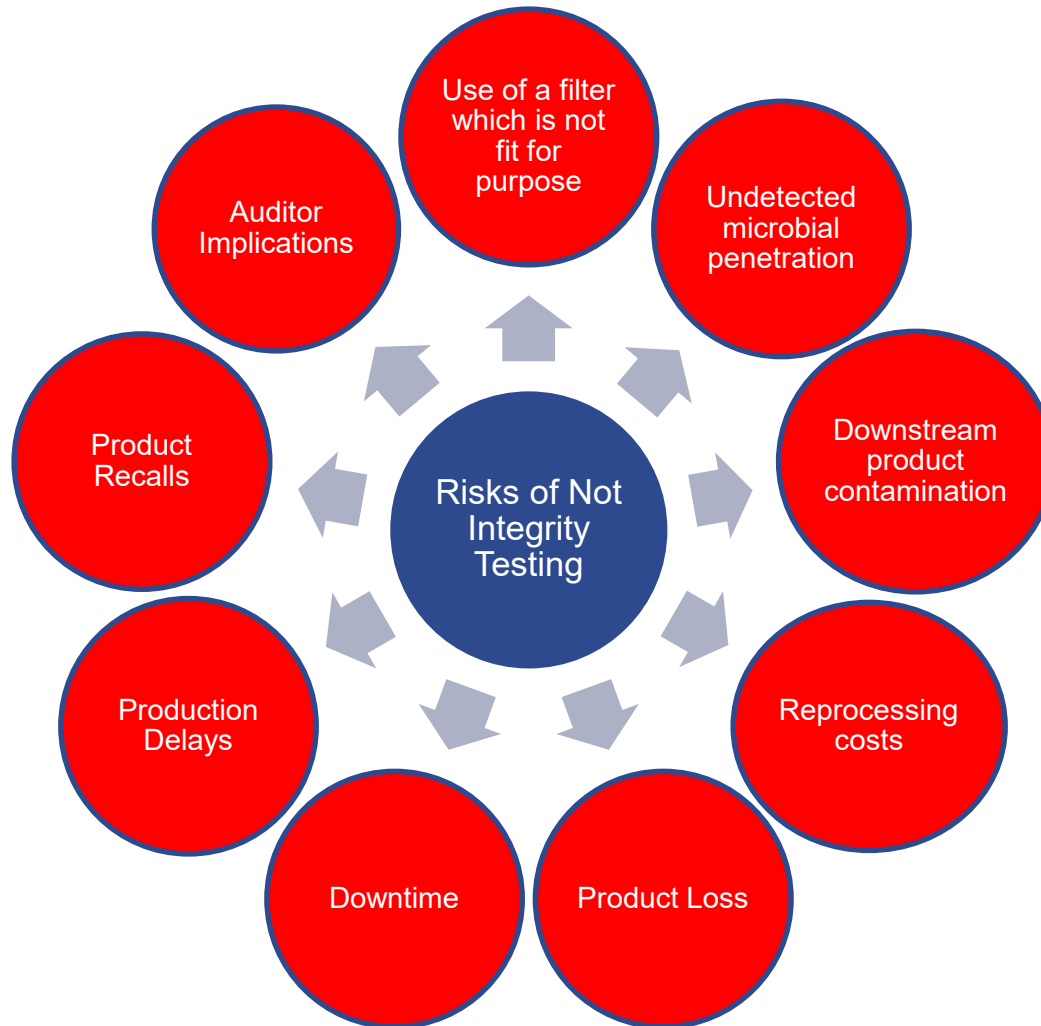 Use of a filter
which is not
fit for
purpose
Undetected
microbial
penetration
Downstream
product
contamination
Reprocessing
costs
Product Loss
Downtime
Production
Delays
Product
Recalls
Auditor
Implications
Risks of Not
Integrity
Testing